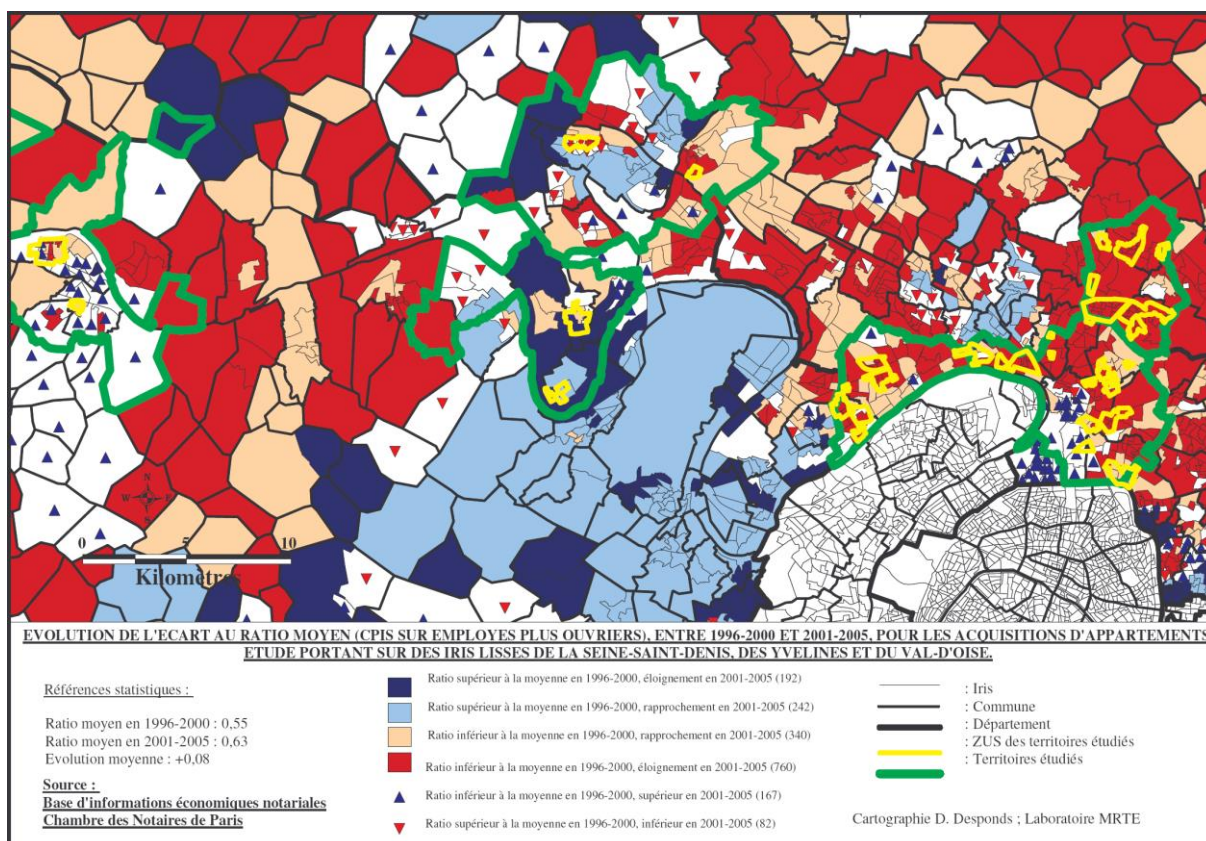 N
W
E
S
0 5 10
Kilomètres
EVOLUTION DE L'ECART AU RATIO MOYEN (CPIS SUR EMPLOYES PLUS OUVRIERS), ENTRE 1996-2000 ET 2001-2005, POUR LES ACQUISITIONS D'APPARTEMENTS
ETUDE PORTANT SUR DES IRIS LISSES DE LA SEINE-SAINT-DENIS, DES YVELINES ET DU VAL-D'OISE.
Références statistiques :
Ratio moyen en 1996-2000 : 0,55
Ratio moyen en 2001-2005 : 0,63
Evolution moyenne : +0,08
Source :
Base d'informations économiques notariales
Chambre des Notaires de Paris
Ratio supérieur à la moyenne en 1996-2000, éloignement en 2001-2005 (192)
Ratio supérieur à la moyenne en 1996-2000, rapprochement en 2001-2005 (242)
Ratio inférieur à la moyenne en 1996-2000, rapprochement en 2001-2005 (340)
Ratio inférieur à la moyenne en 1996-2000, éloignement en 2001-2005 (760)
Ratio inférieur à la moyenne en 1996-2000, supérieur en 2001-2005 (167)
Ratio supérieur à la moyenne en 1996-2000, inférieur en 2001-2005 (82)
: Iris
: Commune
: Département
: ZUS des territoires étudiés
: Territoires étudiés
Cartographie D. Desponds ; Laboratoire MRTE